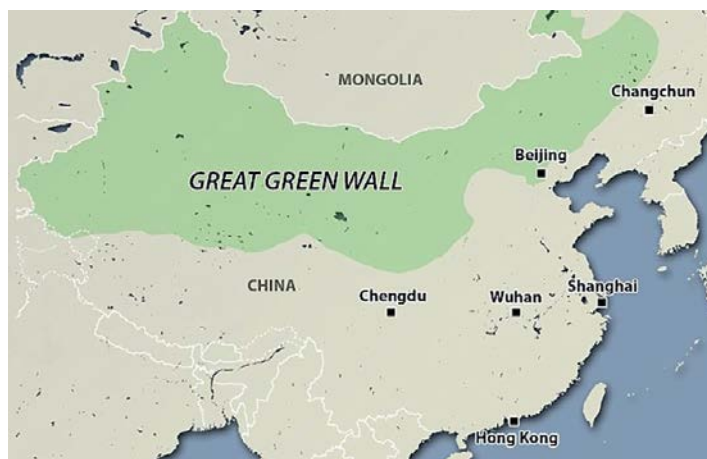 MONGOLIA
Changchun
Beijing
GREAT GREEN WALL
CHINA
Chengdu
Wuhan
Shanghai
Hong Kong